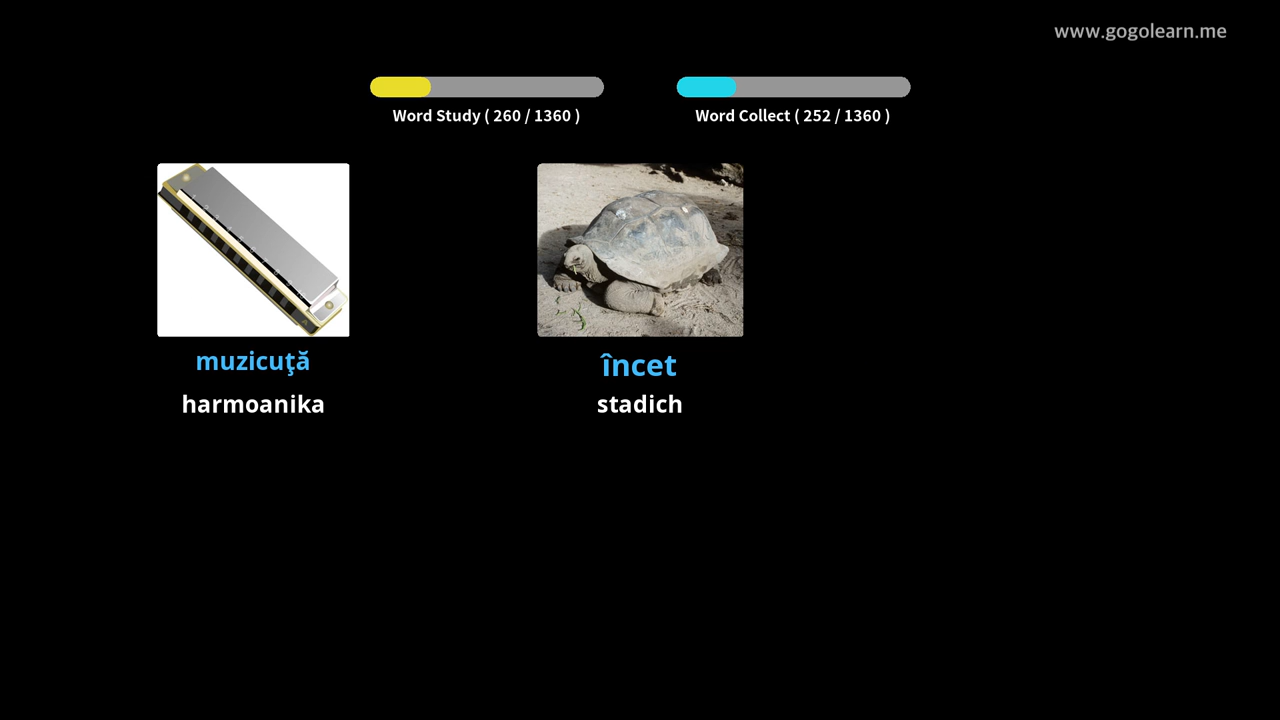 www.gogolearn.me
Word Study ( 260 / 1360 )
Word Collect ( 252 / 1360 )
muzicuţă
harmoanika
încet
stadich